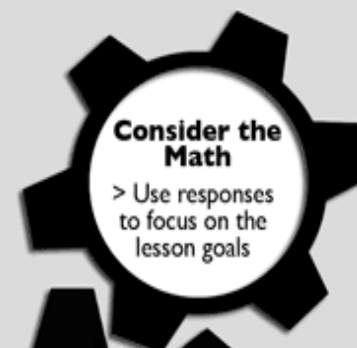 Consider the
Math
> Use responses
to focus on the
lesson goals